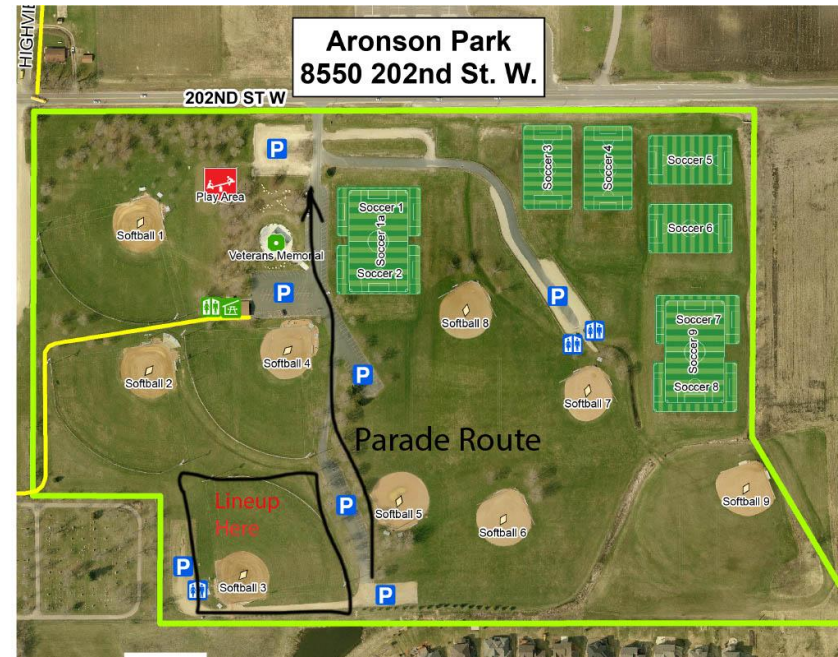 Aronson Park
8550 202nd St. W.
202ND ST W
P
Play Area
Softball 1
Veterans Memorial
P
Soccer 1
Soccer 1a
Soccer 2
Soccer 3
Soccer 4
Soccer 5
Soccer 6
P
Softball 8
Soccer 7
Soccer 9
Soccer 8
Softball 4
Softball 2
P
Softball 7
Parade Route
Lineup
Here
P
Softball 5
Softball 6
Softball 9
P
Softball 3
P